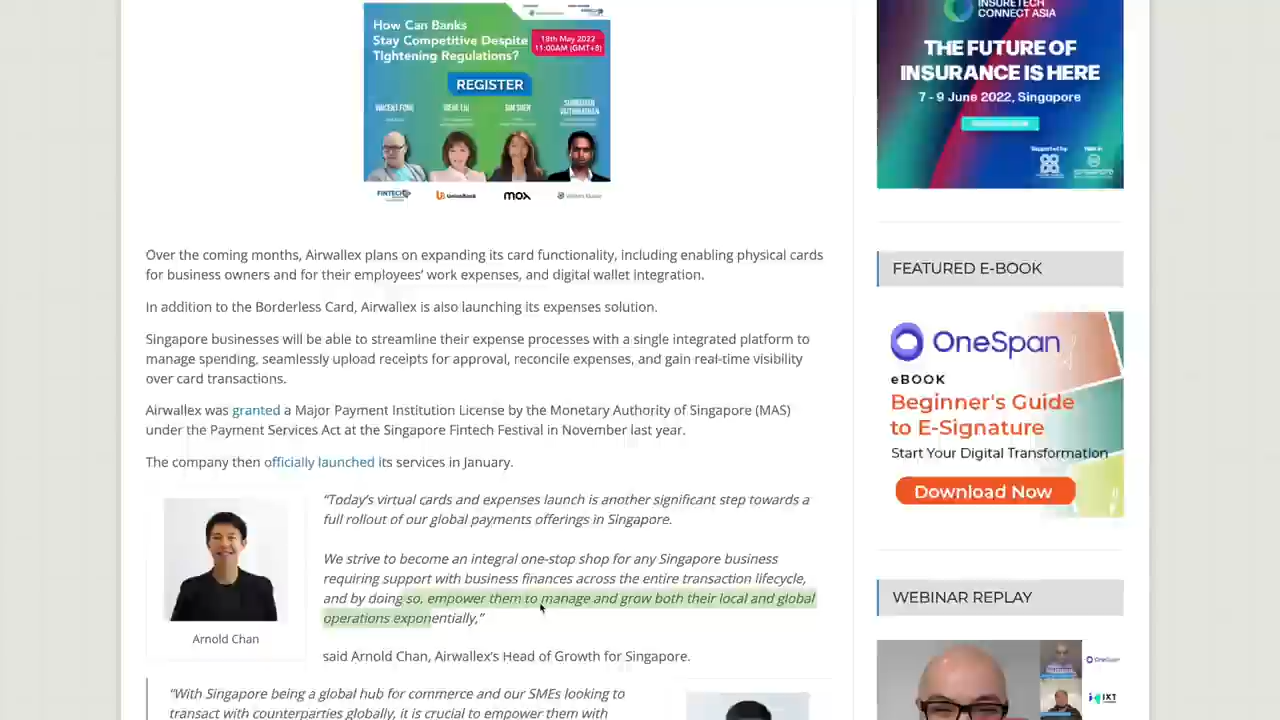 How Can Banks
Stay Competitive Despite
Tightening Regulations?
18th May 2022
11:00AM (GMT+8)
REGISTER
FINTECH
UnionBank
mox
INSURETECH
CONNECT ASIA
THE FUTURE OF
INSURANCE IS HERE
7 - 9 June 2022, Singapore
Supported by
Over the coming months, Airwallex plans on expanding its card functionality, including enabling physical cards
for business owners and for their employees’ work expenses, and digital wallet integration.
In addition to the Borderless Card, Airwallex is also launching its expenses solution.
Singapore businesses will be able to streamline their expense processes with a single integrated platform to
manage spending, seamlessly upload receipts for approval, reconcile expenses, and gain real-time visibility
over card transactions.
Airwallex was granted a Major Payment Institution License by the Monetary Authority of Singapore (MAS)
under the Payment Services Act at the Singapore Fintech Festival in November last year.
The company then officially launched its services in January.
“Today’s virtual cards and expenses launch is another significant step towards a
full rollout of our global payments offerings in Singapore.
We strive to become an integral one-stop shop for any Singapore business
requiring support with business finances across the entire transaction lifecycle,
and by doing so, empower them to manage and grow both their local and global
operations exponentially,”
Arnold Chan
said Arnold Chan, Airwallex’s Head of Growth for Singapore.
“With Singapore being a global hub for commerce and our SMEs looking to
transact with counterparties globally, it is crucial to empower them with
FEATURED E-BOOK
OneSpan
eBOOK
Beginner's Guide
to E-Signature
Start Your Digital Transformation
Download Now
WEBINAR REPLAY
OneSpan
IXT